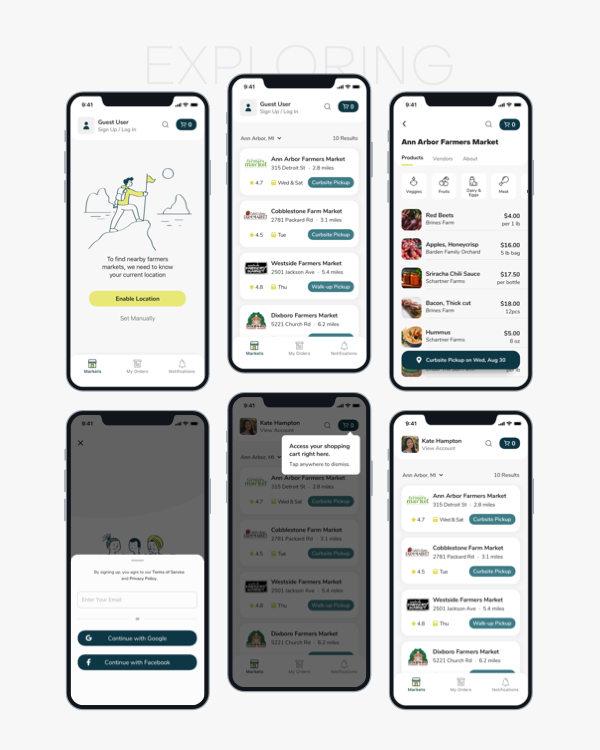 EXPLORING
9:41
Guest User
Sign Up / Log In
0
To find nearby farmers
markets, we need to know
your current location
Enable Location
Set Manually
Markets
My Orders
Notifications
9:41
Guest User
Sign Up / Log In
0
Ann Arbor, MI
10 Results
Ann Arbor Farmers Market
315 Detroit St · 2.8 miles
4.7
Wed & Sat
Curbsite Pickup
Cobblestone Farm Market
2781 Packard Rd · 3.1 miles
4.5
Tue
Curbsite Pickup
Westside Farmers Market
2501 Jackson Ave · 5.4 miles
4.8
Thu
Walk-up Pickup
Dixboro Farmers Market
5221 Church Rd · 6.2 miles
Markets
My Orders
Notifications
9:41
0
Ann Arbor Farmers Market
Products
Vendors
About
Veggies
Fruits
Dairy &
Eggs
Meat
Red Beets
Brines Farm
$4.00
per 1 lb
Apples, Honeycrisp
Barden Family Orchard
$16.00
5 lb bag
Sriracha Chili Sauce
Schartner Farms
$17.50
per bottle
Bacon, Thick cut
Brines Farm
$18.00
12pcs
Hummus
Schartner Farms
$5.00
8 oz
Curbsite Pickup on Wed, Aug 30
per lb
9:41
By signing up, you agre to our Terms of Service
and Privacy Policy.
Enter Your Email
or
Continue with Google
Continue with Facebook
9:41
Kate Hampton
View Account
0
Access your shopping
cart right here.
Tap anywhere to dismiss
Ann Arbor, MI
Ann Arbor Farmers Market
315 Detroit St · 2.8 miles
4.7
Wed & Sat
Curbsite Pickup
Cobblestone Farm Market
2781 Packard Rd · 3.1 miles
4.5
Tue
Curbsite Pickup
Westside Farmers Market
2501 Jackson Ave · 5.4 miles
4.8
Thu
Walk-up Pickup
Dixboro Farmers Market
5221 Church Rd · 6.2 miles
Markets
My Orders
Notifications
9:41
Kate Hampton
View Account
0
Ann Arbor, MI
10 Results
Ann Arbor Farmers Market
315 Detroit St · 2.8 miles
4.7
Wed & Sat
Curbsite Pickup
Cobblestone Farm Market
2781 Packard Rd · 3.1 miles
4.5
Tue
Curbsite Pickup
Westside Farmers Market
2501 Jackson Ave · 5.4 miles
4.8
Thu
Walk-up Pickup
Dixboro Farmers Market
5221 Church Rd · 6.2 miles
Markets
My Orders
Notifications